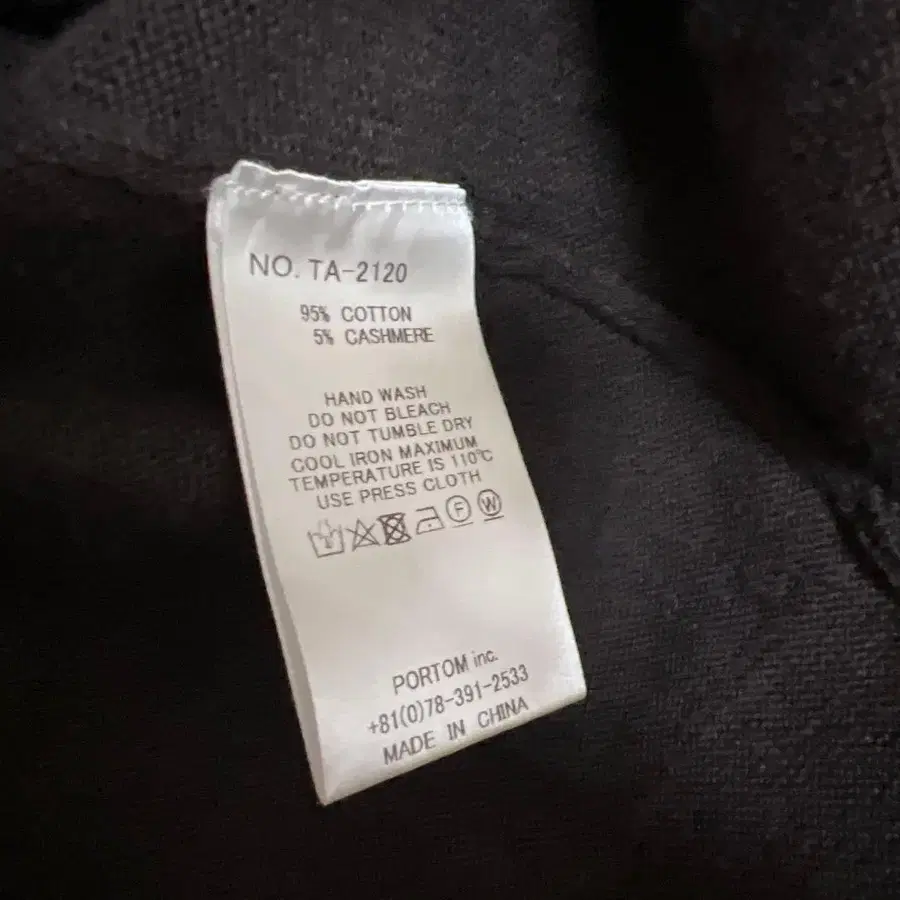 NO. TA-2120
95% COTTON
5% CASHMERE
HAND WASH
DO NOT BLEACH
DO NOT TUMBLE DRY
COOL IRON MAXIMUM
TEMPERATURE IS 110℃
USE PRESS CLOTH
F W
PORTOM inc.
+81(0)78-391-2533
MADE IN CHINA